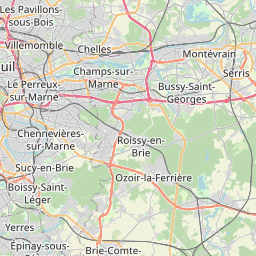 Les Pavillons-
sous-Bois
Villemomble
Chelles
Montévrain
uil
Champs-sur-
Marne
Serris
Le Perreux-
sur-Marne
Bussy-Saint-
Georges
Chennevières-
sur-Marne
Roissy-en-
Brie
Sucy-en-Brie
Ozoir-la-Ferrière
Boissy-Saint-
Léger
Yerres
Épinay-sous-
Brie-Comte-